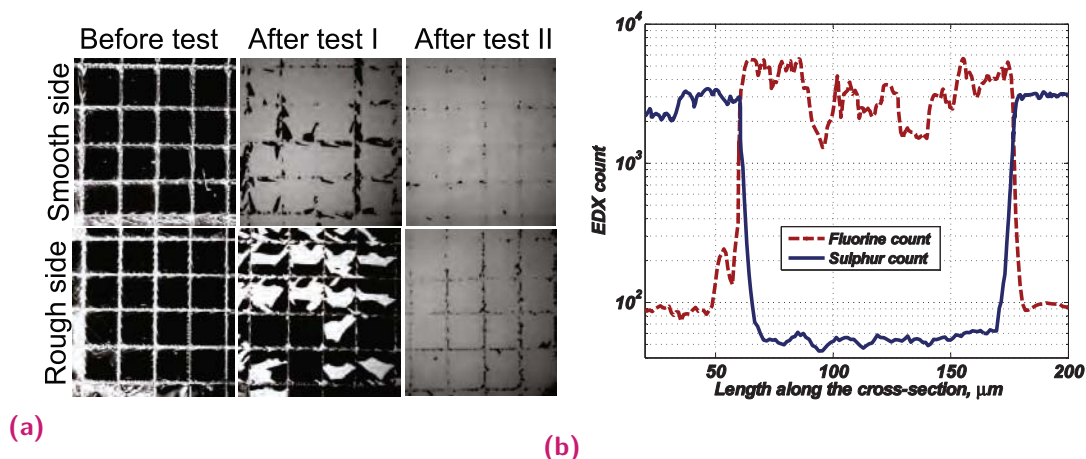 Before test After test I After test II
Smooth side
Rough side
(a)
EDX count
10^4
10^3
10^2
Fluorine count
Sulphur count
50 100 150 200
Length along the cross-section, μm
(b)